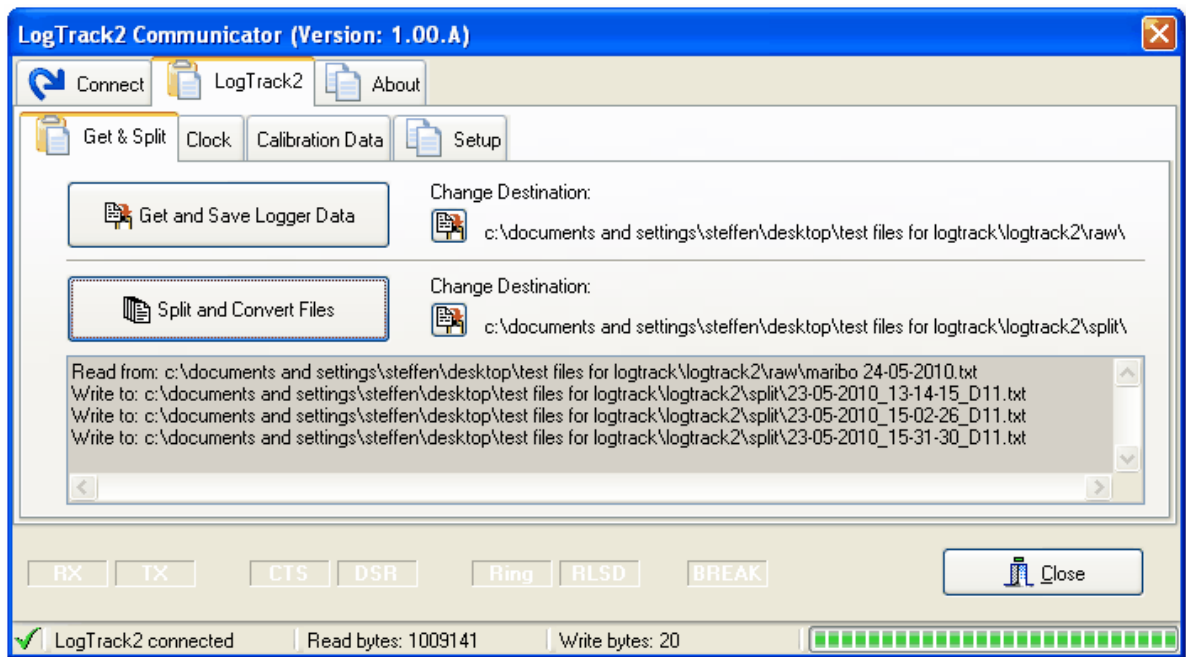 LogTrack2 Communicator (Version: 1.00.A)
Connect LogTrack2 About
Get & Split Clock Calibration Data Setup
Get and Save Logger Data
Change Destination:
c:\documents and settings\steffen\desktop\test files for logtrack\logtrack2\raw\
Split and Convert Files
Change Destination:
c:\documents and settings\steffen\desktop\test files for logtrack\logtrack2\split\
Read from: c:\documents and settings\steffen\desktop\test files for logtrack\logtrack2\raw\maribo 24-05-2010.txt
Write to: c:\documents and settings\steffen\desktop\test files for logtrack\logtrack2\split\23-05-2010_13-14-15_D11.txt
Write to: c:\documents and settings\steffen\desktop\test files for logtrack\logtrack2\split\23-05-2010_15-02-26_D11.txt
Write to: c:\documents and settings\steffen\desktop\test files for logtrack\logtrack2\split\23-05-2010_15-31-30_D11.txt
RX TX CTS DSR Ring RLSD BREAK
Close
LogTrack2 connected Read bytes: 1009141 Write bytes: 20